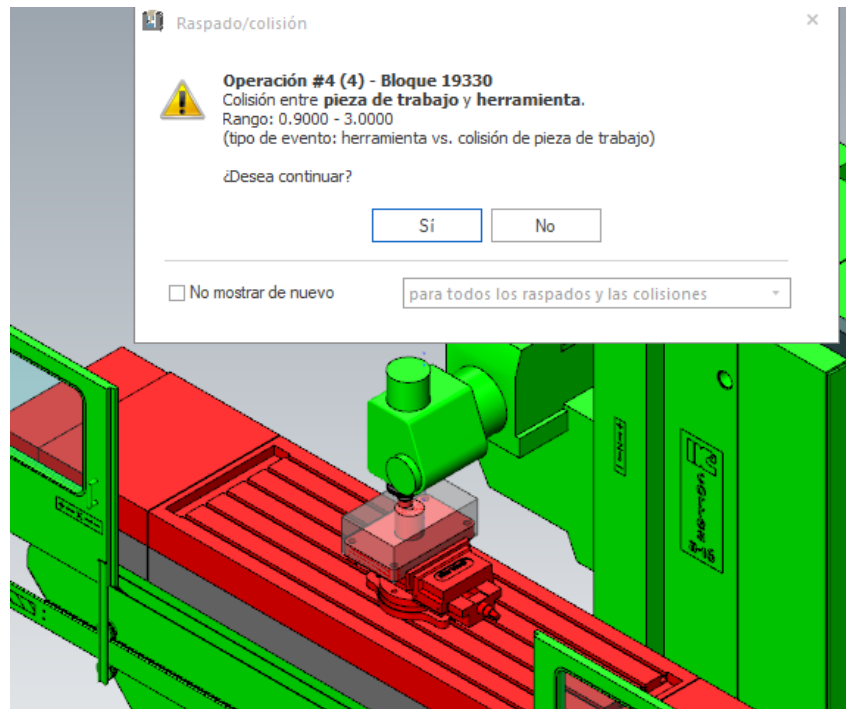 Raspado/colisión
Operación #4 (4) - Bloque 19330
Colisión entre pieza de trabajo y herramienta.
Rango: 0.9000 - 3.0000
(tipo de evento: herramienta vs. colisión de pieza de trabajo)
¿Desea continuar?
Sí
No
No mostrar de nuevo
para todos los raspados y las colisiones